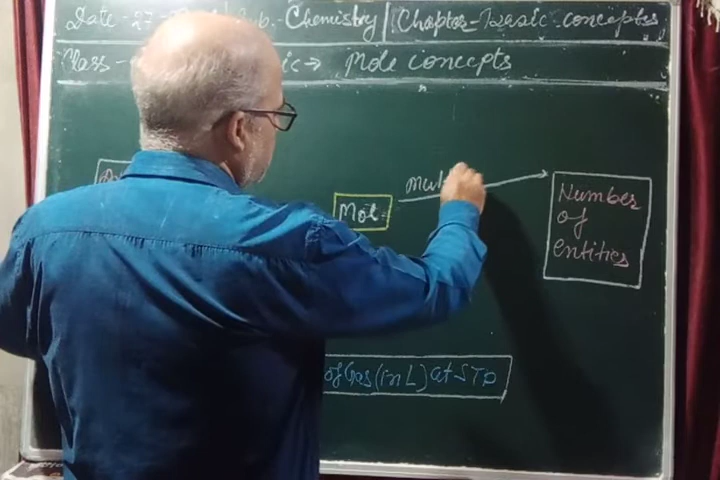 Date - 27 Sub. - Chemistry | Chapter - basic concepts
Class - ic → Mole concepts
Mol
Number
of
entities
of Gas (in L) at STP